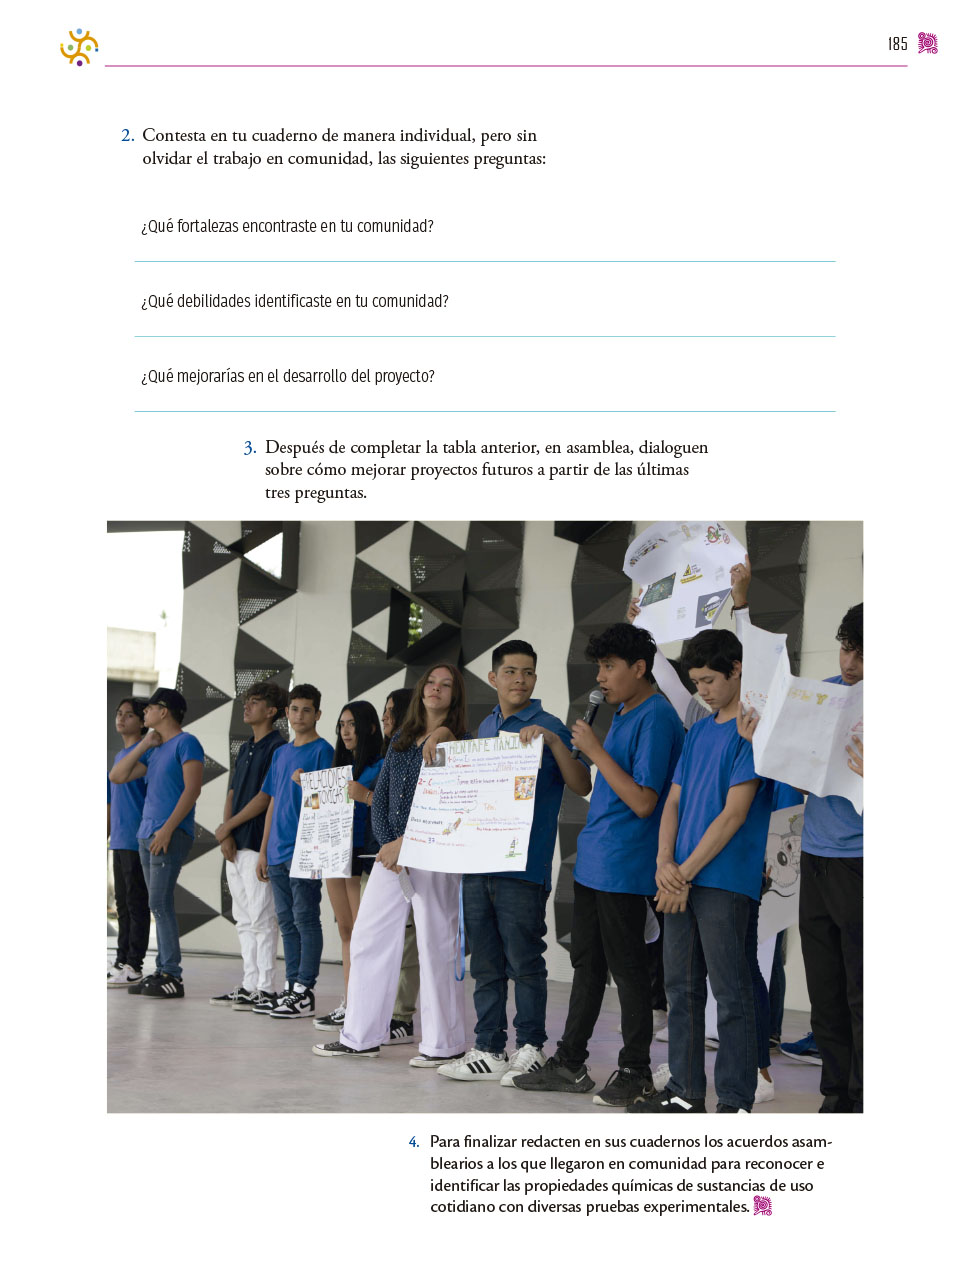 185
2. Contesta en tu cuaderno de manera individual, pero sin
olvidar el trabajo en comunidad, las siguientes preguntas:
¿Qué fortalezas encontraste en tu comunidad?
¿Qué debilidades identificaste en tu comunidad?
¿Qué mejorarías en el desarrollo del proyecto?
3. Después de completar la tabla anterior, en asamblea, dialoguen
sobre cómo mejorar proyectos futuros a partir de las últimas
tres preguntas.
4. Para finalizar redacten en sus cuadernos los acuerdos asam-
blearios a los que llegaron en comunidad para reconocer e
identificar las propiedades químicas de sustancias de uso
cotidiano con diversas pruebas experimentales.